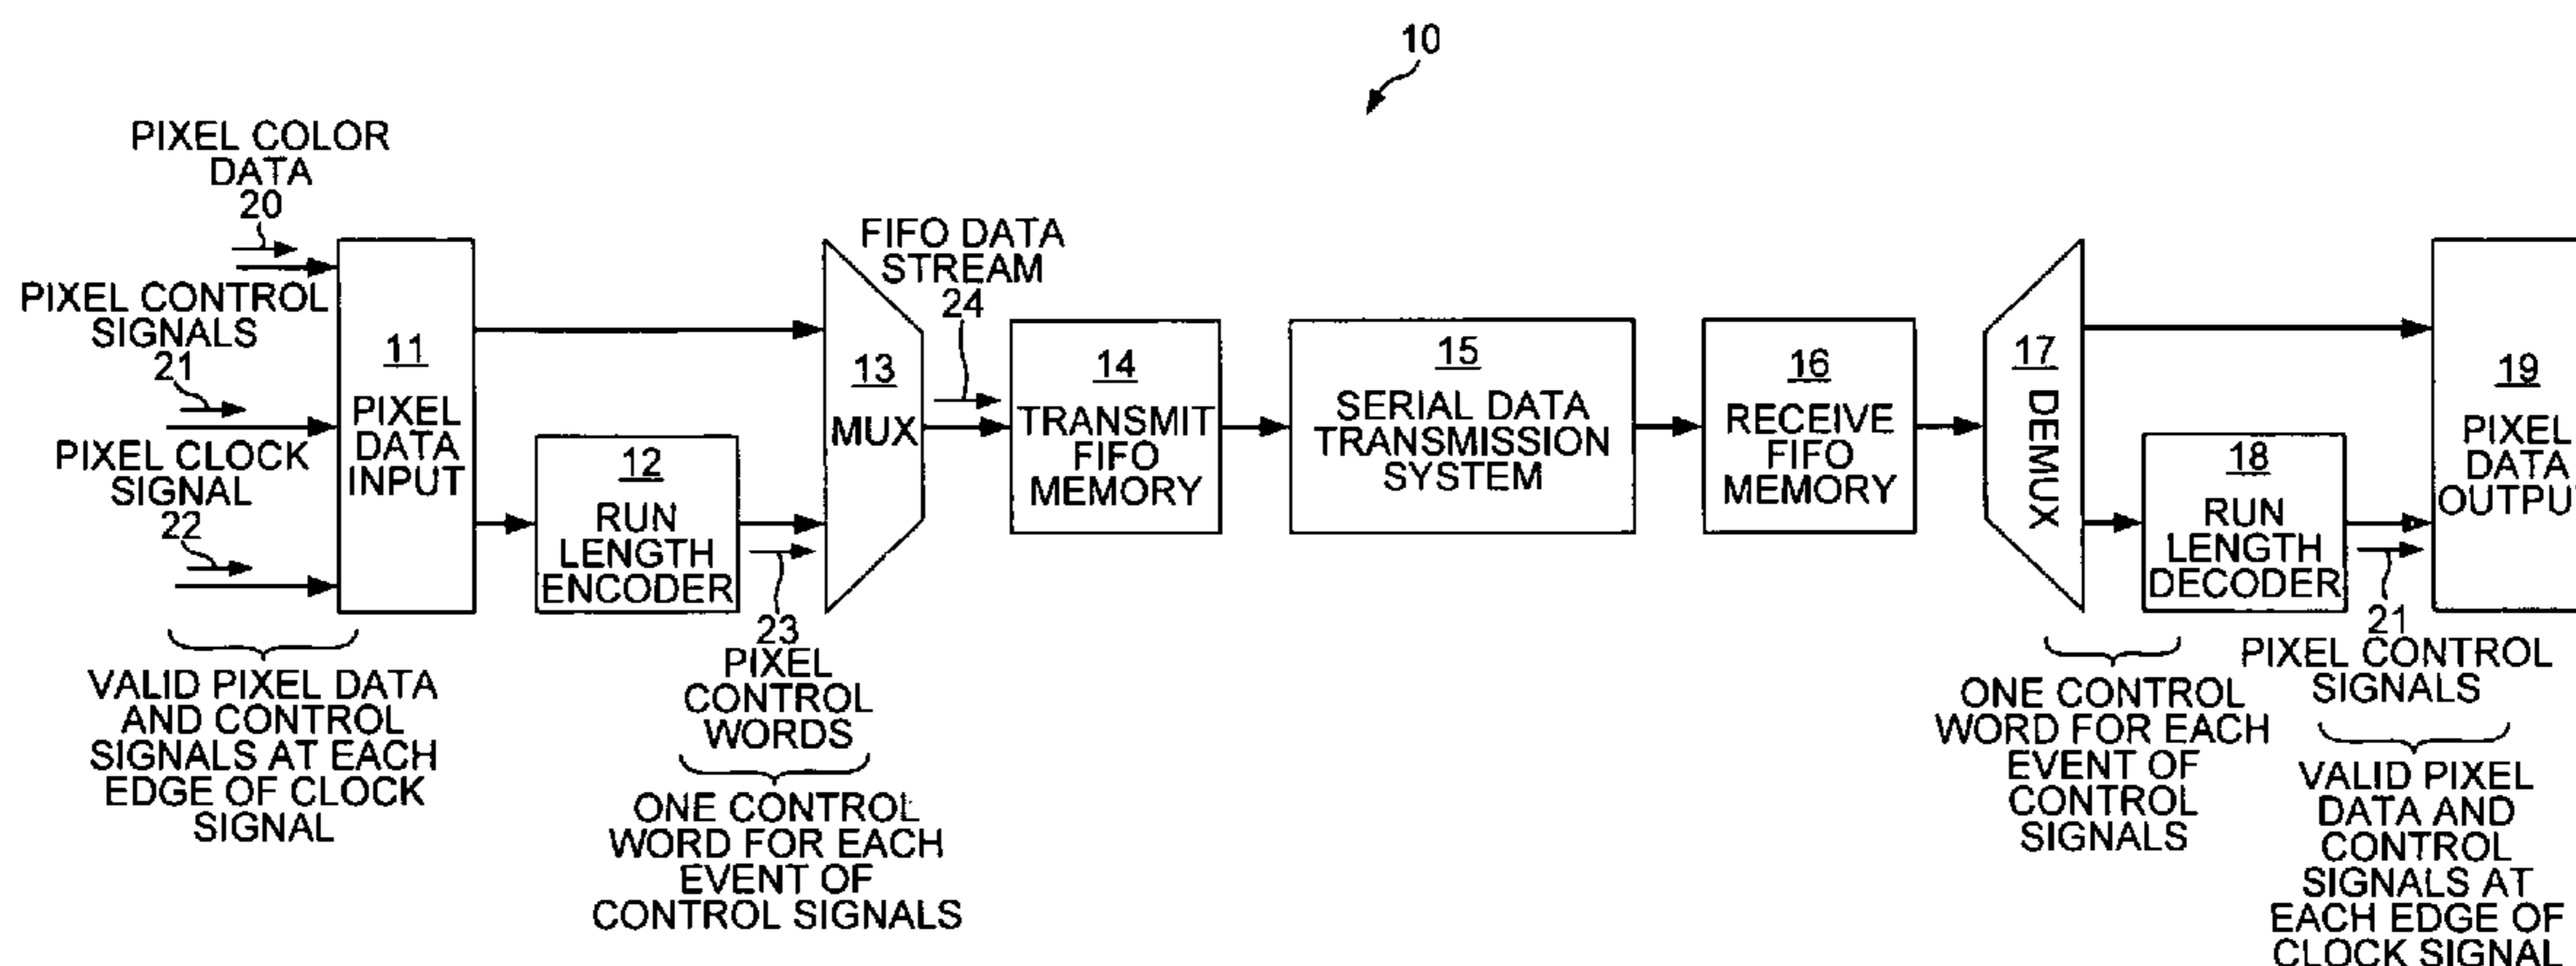 10
PIXEL COLOR
DATA
20
PIXEL CONTROL
SIGNALS
21
PIXEL CLOCK
SIGNAL
22
VALID PIXEL DATA
AND CONTROL
SIGNALS AT EACH
EDGE OF CLOCK
SIGNAL
11
PIXEL
DATA
INPUT
12
RUN
LENGTH
ENCODER
23
PIXEL
CONTROL
WORDS
ONE CONTROL
WORD FOR EACH
EVENT OF
CONTROL SIGNALS
13
MUX
FIFO DATA
STREAM
24
14
TRANSMIT
FIFO
MEMORY
15
SERIAL DATA
TRANSMISSION
SYSTEM
16
RECEIVE
FIFO
MEMORY
17
DEMUX
ONE CONTROL
WORD FOR EACH
EVENT OF
CONTROL
SIGNALS
18
RUN
LENGTH
DECODER
21
PIXEL CONTROL
SIGNALS
VALID PIXEL
DATA AND
CONTROL
SIGNALS AT
EACH EDGE OF
CLOCK SIGNAL
19
PIXEL
DATA
OUTPUT